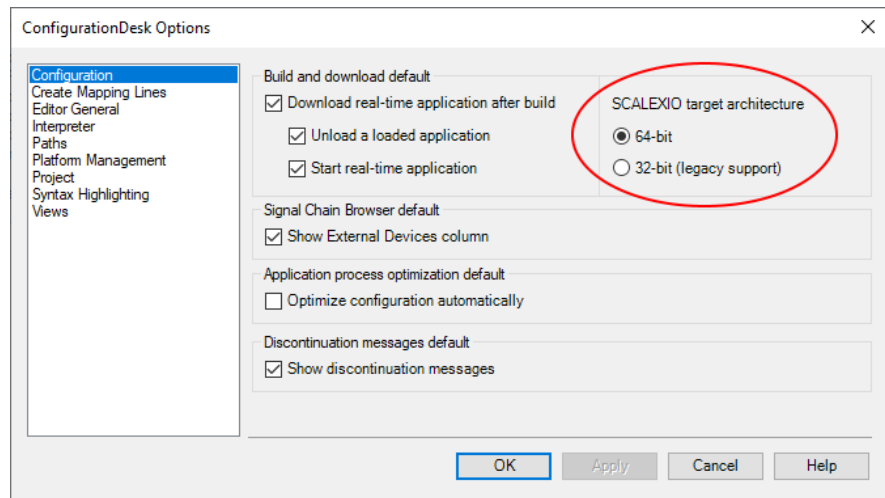 ConfigurationDesk Options
Configuration
Create Mapping Lines
Editor General
Interpreter
Paths
Platform Management
Project
Syntax Highlighting
Views
Build and download default
Download real-time application after build
Unload a loaded application
Start real-time application
SCALEXIO target architecture
64-bit
32-bit (legacy support)
Signal Chain Browser default
Show External Devices column
Application process optimization default
Optimize configuration automatically
Discontinuation messages default
Show discontinuation messages
OK
Apply
Cancel
Help